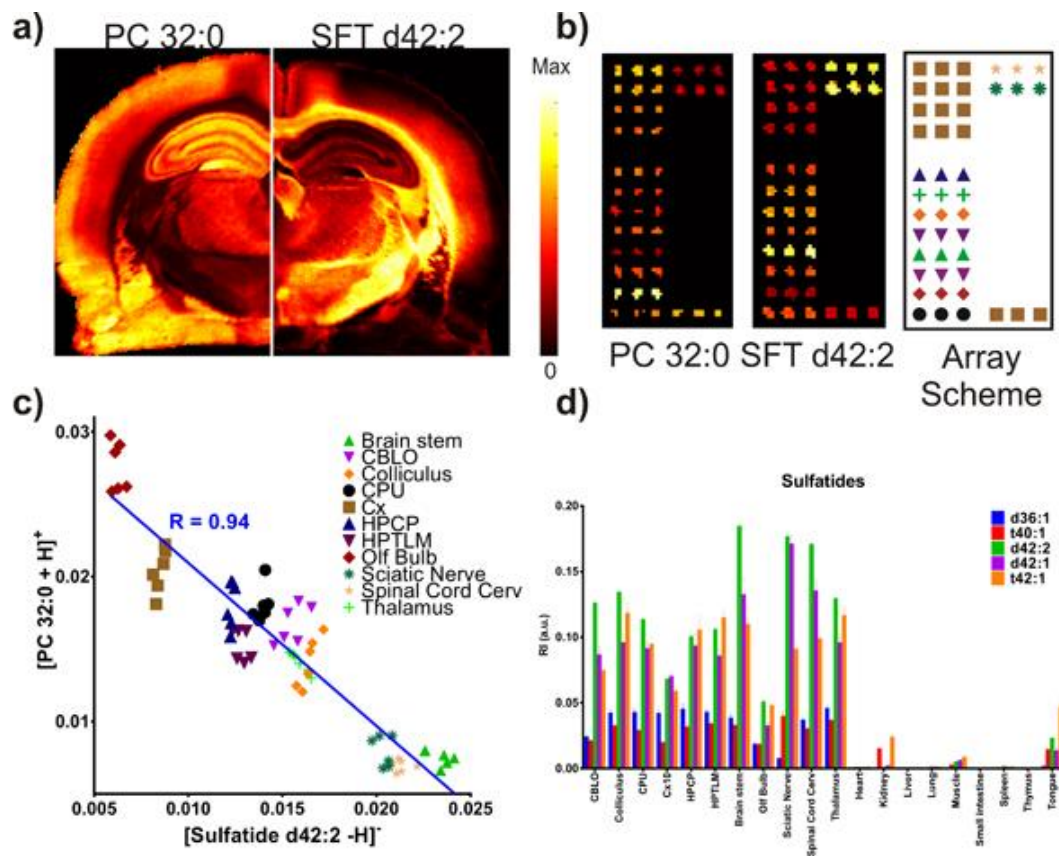 a)
PC 32:0
SFT d42:2
Max
0
b)
PC 32:0
SFT d42:2
Array
Scheme
c)
0.03
0.02
0.01
[PC 32:0 + H]+
R = 0.94
Brain stem
CBLO
Colliculus
CPU
Cx
HPCP
HPTLM
Olf Bulb
Sciatic Nerve
Spinal Cord Cerv
Thalamus
0.005
0.010
0.015
0.020
0.025
[Sulfatide d42:2 -H]-
d)
Sulfatides
0.20
0.15
0.10
0.05
0.00
RI [a.u.]
d36:1
t40:1
d42:2
d42:1
t42:1
CBLO
Colliculus
CPU
Cx10
HPCP
HPTLM
Brain stem
Olf Bulb
Sciatic Nerve
Spinal Cord Cerv
Thalamus
Heart
Kidney
Liver
Lung
Muscle
Small intestine
Spleen
Thymus
Tongue